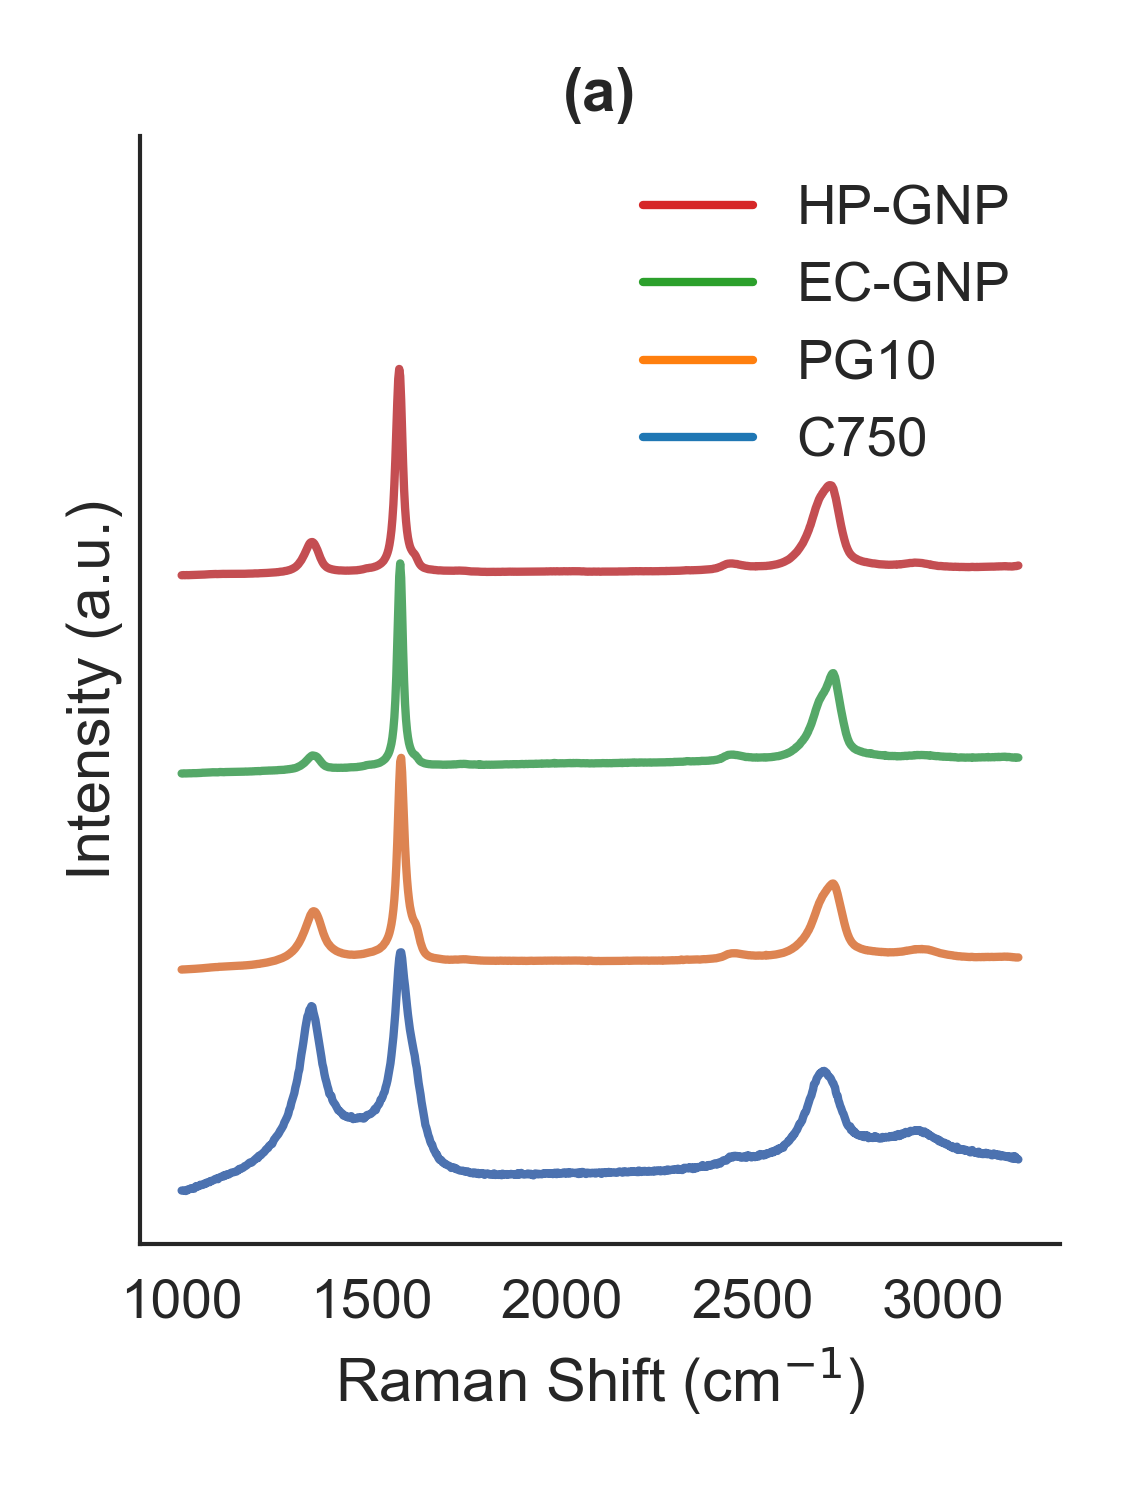 (a)
HP-GNP
EC-GNP
PG10
C750
Intensity (a.u.)
1000 1500 2000 2500 3000
Raman Shift (cm⁻¹)